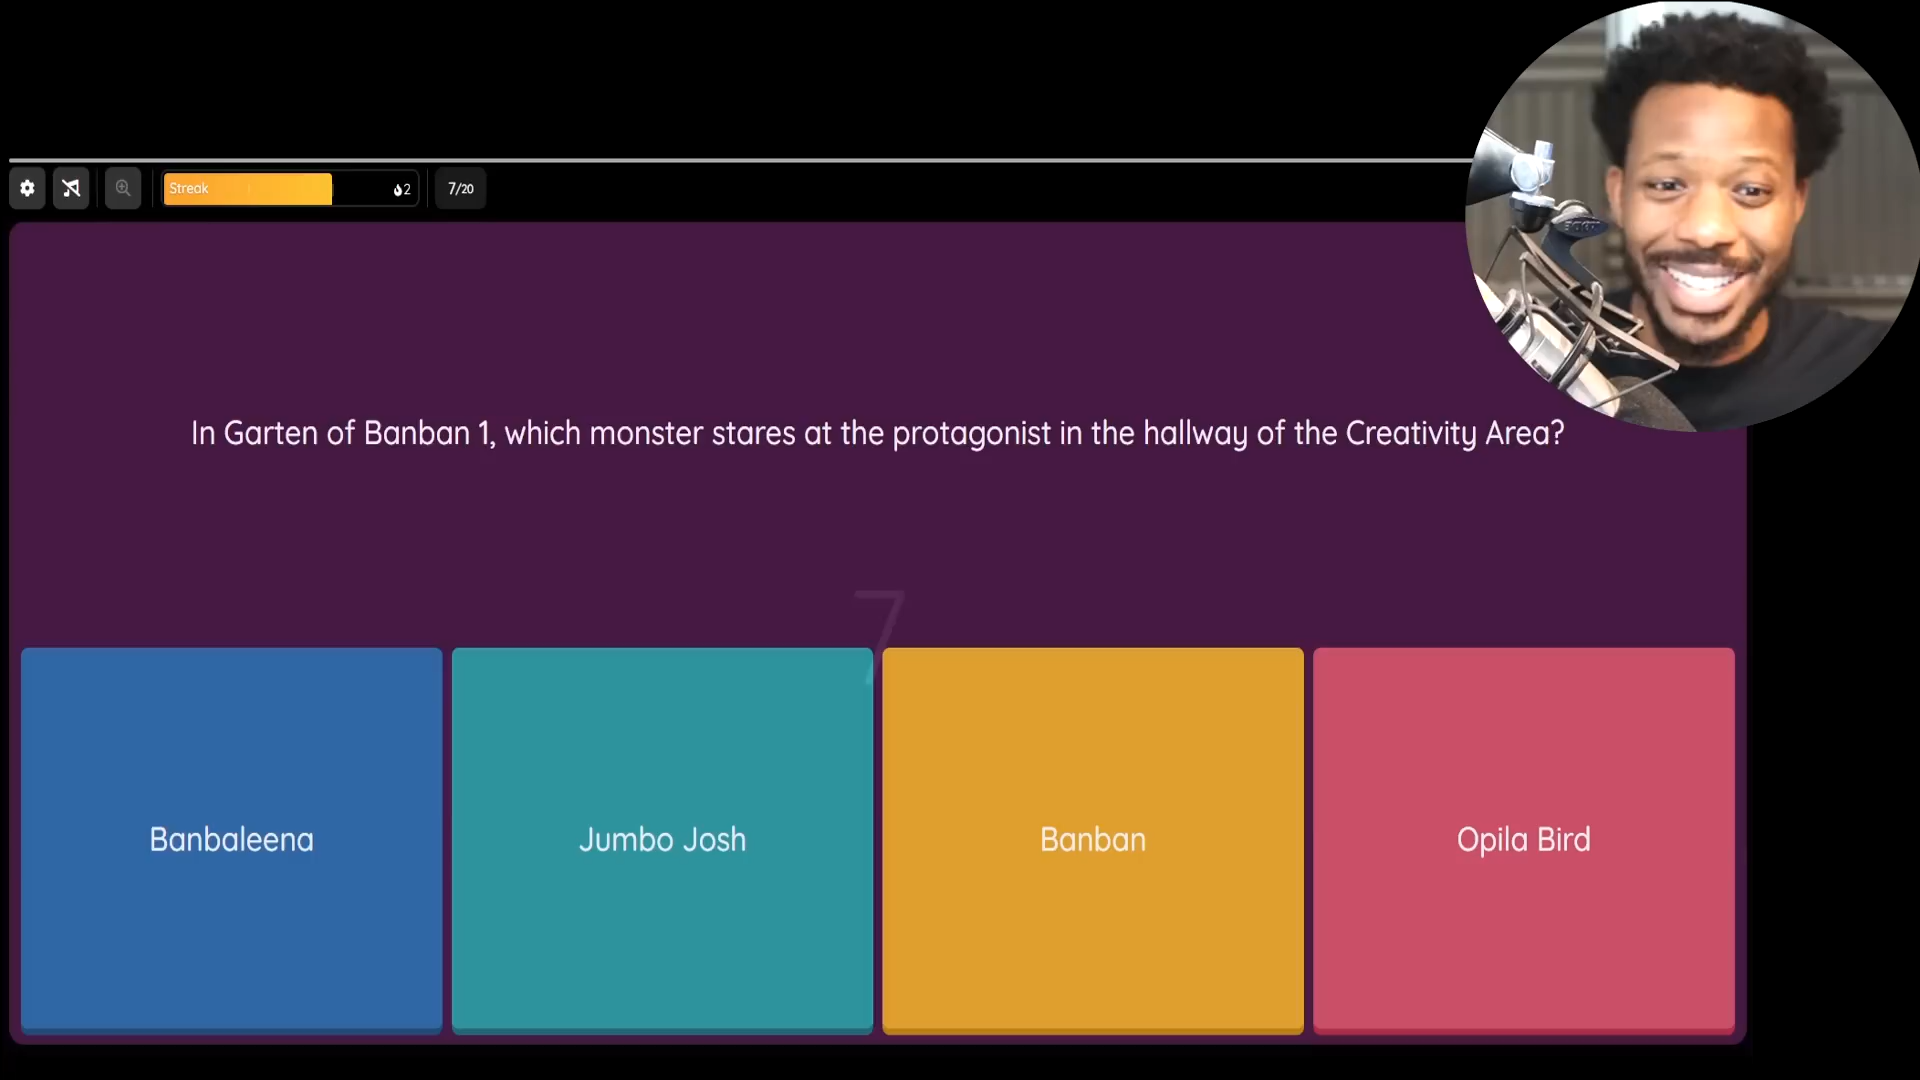 Streak
2
7/20
In Garten of Banban 1, which monster stares at the protagonist in the hallway of the Creativity Area?
7
Banbaleena
Jumbo Josh
Banban
Opila Bird